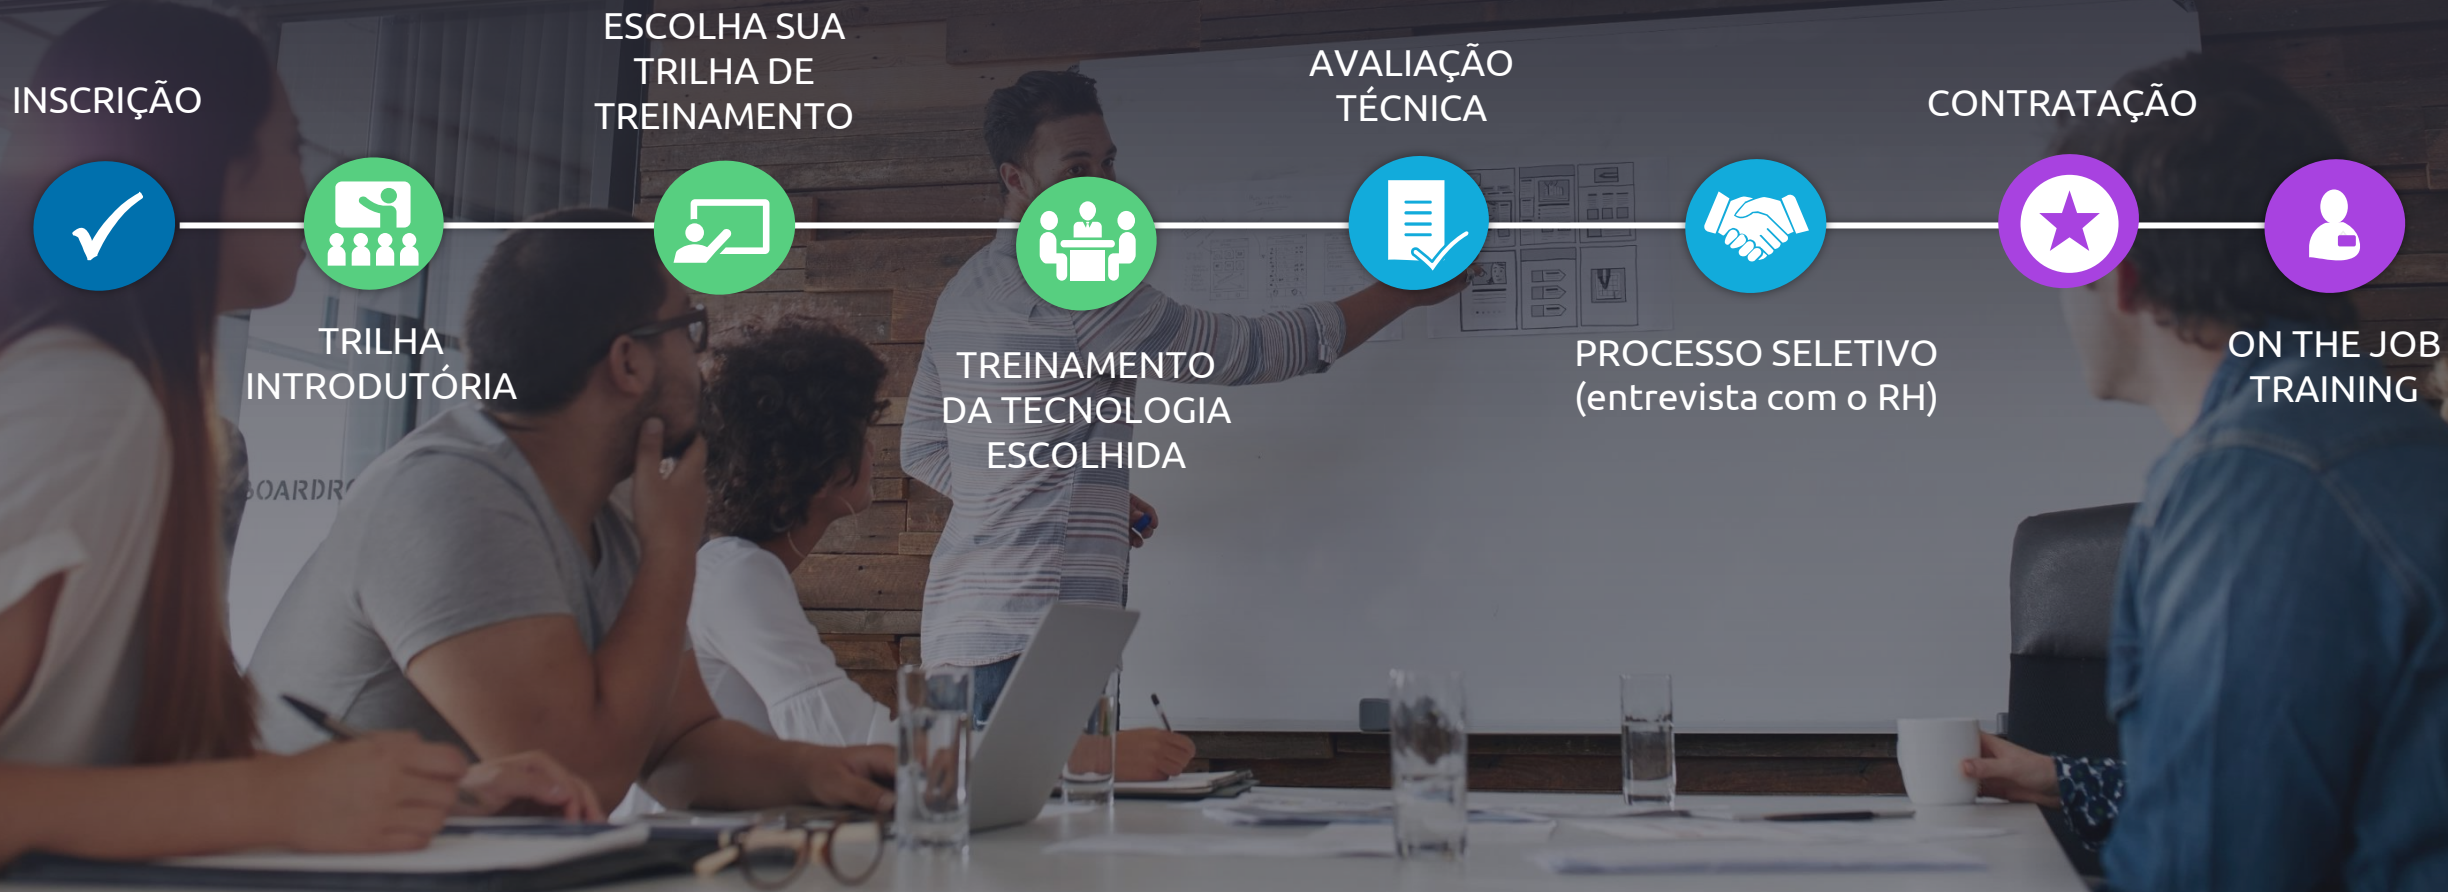 INSCRIÇÃO
TRILHA
INTRODUTÓRIA
ESCOLHA SUA
TRILHA DE
TREINAMENTO
TREINAMENTO
DA TECNOLOGIA
ESCOLHIDA
AVALIAÇÃO
TÉCNICA
PROCESSO SELETIVO
(entrevista com o RH)
CONTRATAÇÃO
ON THE JOB
TRAINING